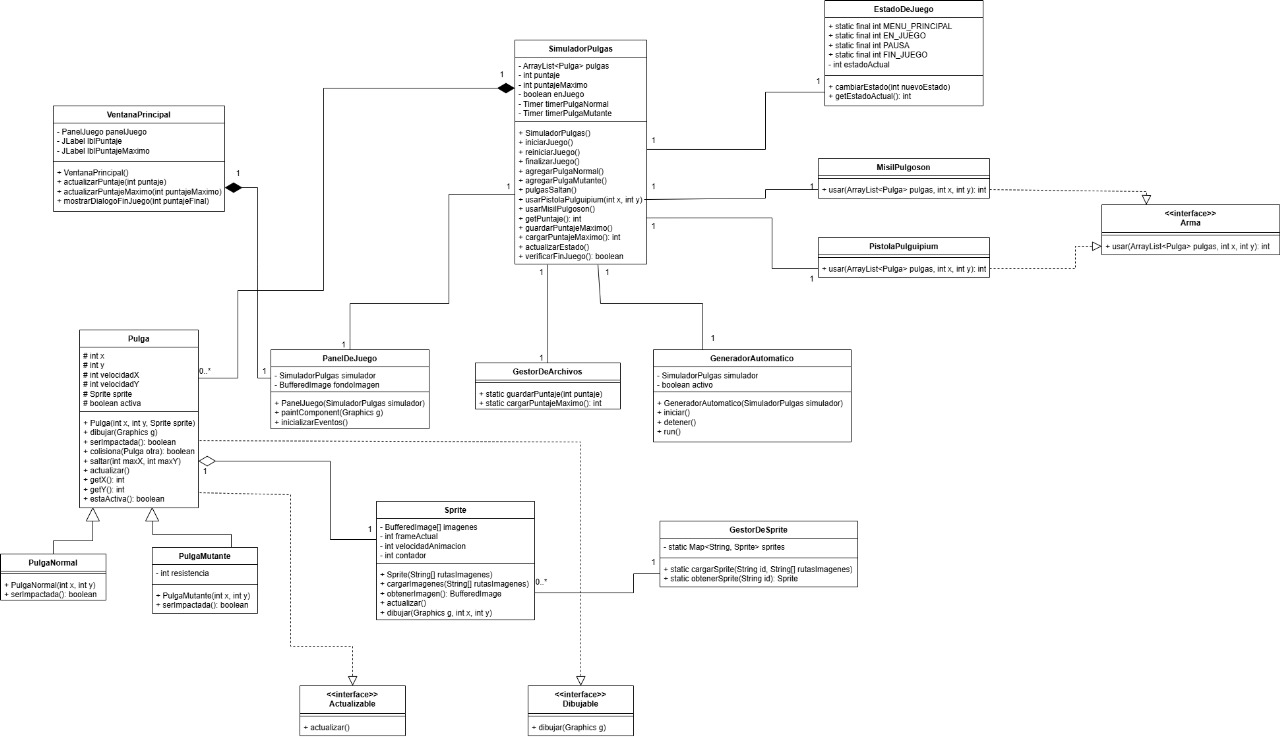 EstadoDeJuego
+ static final int MENU_PRINCIPAL
+ static final int EN_JUEGO
+ static final int PAUSA
+ static final int FIN_JUEGO
- int estadoActual
+ cambiarEstado(int nuevoEstado)
+ getEstadoActual(): int
1
SimuladorPulgas
- ArrayList<Pulga> pulgas
- int puntaje
- int puntajeMaximo
- boolean enJuego
- Timer timerPulgaNormal
- Timer timerPulgaMutante
+ SimuladorPulgas()
+ iniciarJuego()
+ reiniciarJuego()
+ finalizarJuego()
+ agregarPulgaNormal()
+ agregarPulgaMutante()
+ pulgasSaltan()
+ usarPistolaPulguipium(int x, int y)
+ usarMisilPulgoson()
+ getPuntaje(): int
+ guardarPuntajeMaximo()
+ cargarPuntajeMaximo(): int
+ actualizarEstado()
+ verificarFinJuego(): boolean
1
1
1
1
1
1
1
VentanaPrincipal
- PanelJuego panelJuego
- JLabel lblPuntaje
- JLabel lblPuntajeMaximo
+ VentanaPrincipal()
+ actualizarPuntaje(int puntaje)
+ actualizarPuntajeMaximo(int puntajeMaximo)
+ mostrarDialogoFinJuego(int puntajeFinal)
1
MisilPulgoson
+ usar(ArrayList<Pulga> pulgas, int x, int y): int
1
PistolaPulguipium
+ usar(ArrayList<Pulga> pulgas, int x, int y): int
1
<<interface>>
Arma
+ usar(ArrayList<Pulga> pulgas, int x, int y): int
Pulga
# int x
# int y
# int velocidadX
# int velocidadY
# Sprite sprite
# boolean activa
+ Pulga(int x, int y, Sprite sprite)
+ dibujar(Graphics g)
+ serImpactada(): boolean
+ colisiona(Pulga otra): boolean
+ saltar(int maxX, int maxY)
+ actualizar()
+ getX(): int
+ getY(): int
+ estaActiva(): boolean
0..*
1
PanelDeJuego
- SimuladorPulgas simulador
- BufferedImage fondoImagen
+ PanelJuego(SimuladorPulgas simulador)
+ paintComponent(Graphics g)
+ inicializarEventos()
1
1
GestorDeArchivos
+ static guardarPuntaje(int puntaje)
+ static cargarPuntajeMaximo(): int
1
GeneradorAutomatico
- SimuladorPulgas simulador
- boolean activo
+ GeneradorAutomatico(SimuladorPulgas simulador)
+ iniciar()
+ detener()
+ run()
1
Sprite
- BufferedImage[] imagenes
- int frameActual
- int velocidadAnimacion
- int contador
+ Sprite(String[] rutasImagenes)
+ cargarImagenes(String[] rutasImagenes)
+ obtenerImagen(): BufferedImage
+ actualizar()
+ dibujar(Graphics g, int x, int y)
1
0..*
GestorDeSprite
- static Map<String, Sprite> sprites
+ static cargarSprite(String id, String[] rutasImagenes)
+ static obtenerSprite(String id): Sprite
1
PulgaNormal
+ PulgaNormal(int x, int y)
+ serImpactada(): boolean
PulgaMutante
- int resistencia
+ PulgaMutante(int x, int y)
+ serImpactada(): boolean
<<interface>>
Actualizable
+ actualizar()
<<interface>>
Dibujable
+ dibujar(Graphics g)